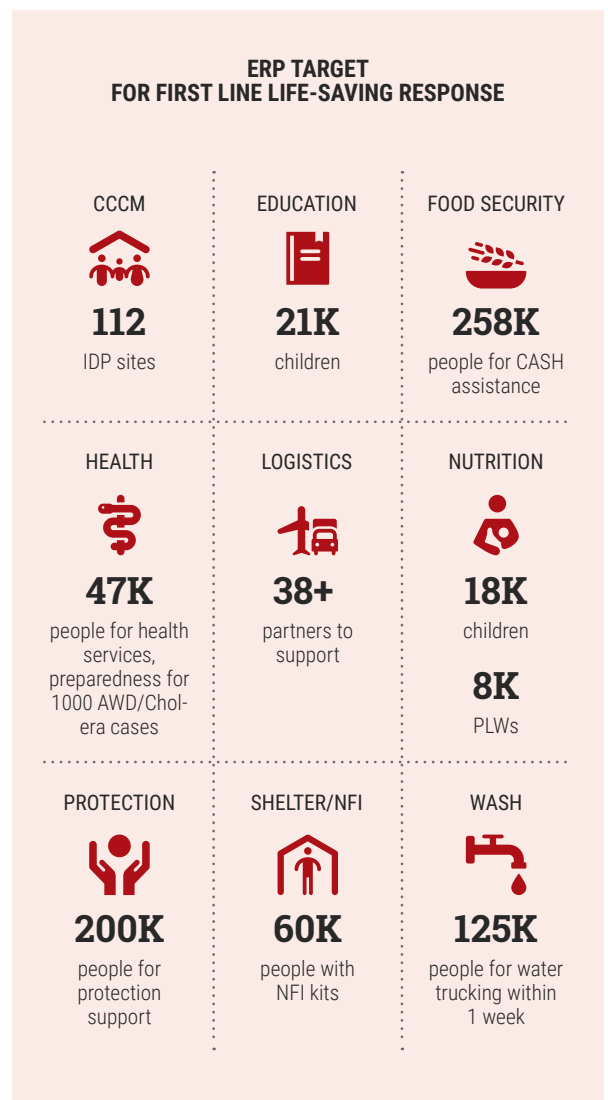 ERP TARGET
FOR FIRST LINE LIFE-SAVING RESPONSE
CCCM
112
IDP sites
EDUCATION
21K
children
FOOD SECURITY
258K
people for CASH
assistance
HEALTH
47K
people for health
services,
preparedness for
1000 AWD/Chol-
era cases
LOGISTICS
38+
partners to
support
NUTRITION
18K
children
8K
PLWs
PROTECTION
200K
people for
protection
support
SHELTER/NFI
60K
people with
NFI kits
WASH
125K
people for water
trucking within
1 week